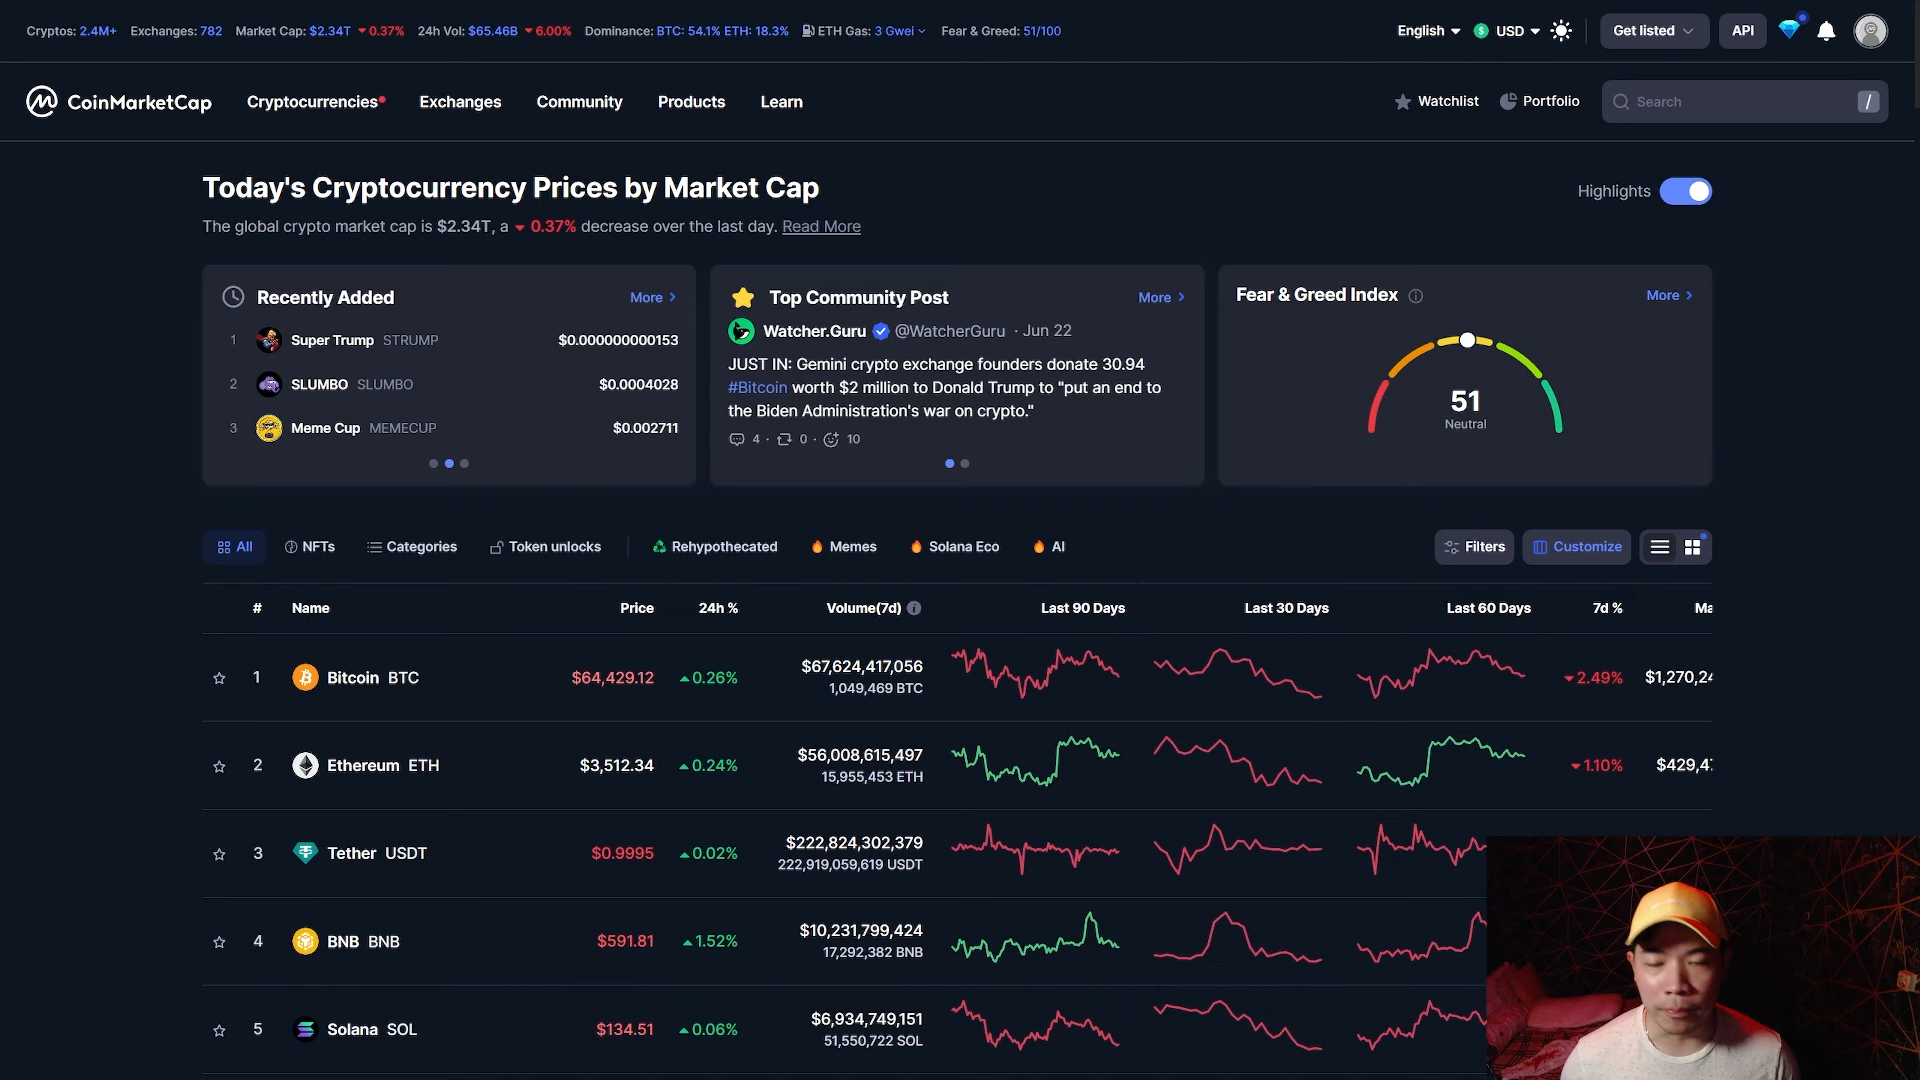 Cryptos: 2.4M+ Exchanges: 782 Market Cap: $2.34T 0.37% 24h Vol: $65.46B 6.00% Dominance: BTC: 54.1% ETH: 18.3% ETH Gas: 3 Gwei Fear & Greed: 51/100
English USD Get listed API
CoinMarketCap Cryptocurrencies Exchanges Community Products Learn
Watchlist Portfolio Search /
Today's Cryptocurrency Prices by Market Cap
Highlights
The global crypto market cap is $2.34T, a 0.37% decrease over the last day. Read More
Recently Added More
1 Super Trump STRUMP $0.000000000153
2 SLUMBO SLUMBO $0.0004028
3 Meme Cup MEMECUP $0.002711
Top Community Post More
Watcher.Guru @WatcherGuru · Jun 22
JUST IN: Gemini crypto exchange founders donate 30.94
#Bitcoin worth $2 million to Donald Trump to "put an end to
the Biden Administration's war on crypto."
4 · 0 · 10
Fear & Greed Index More
51
Neutral
All NFTs Categories Token unlocks Rehypothecated Memes Solana Eco AI
Filters Customize
# Name Price 24h % Volume(7d) Last 90 Days Last 30 Days Last 60 Days 7d % Ma
1 Bitcoin BTC $64,429.12 0.26% $67,624,417,056 2.49% $1,270,24
1,049,469 BTC
2 Ethereum ETH $3,512.34 0.24% $56,008,615,497 1.10% $429,47
15,955,453 ETH
3 Tether USDT $0.9995 0.02% $222,824,302,379
222,919,059,619 USDT
4 BNB BNB $591.81 1.52% $10,231,799,424
17,292,382 BNB
5 Solana SOL $134.51 0.06% $6,934,749,151
51,550,722 SOL